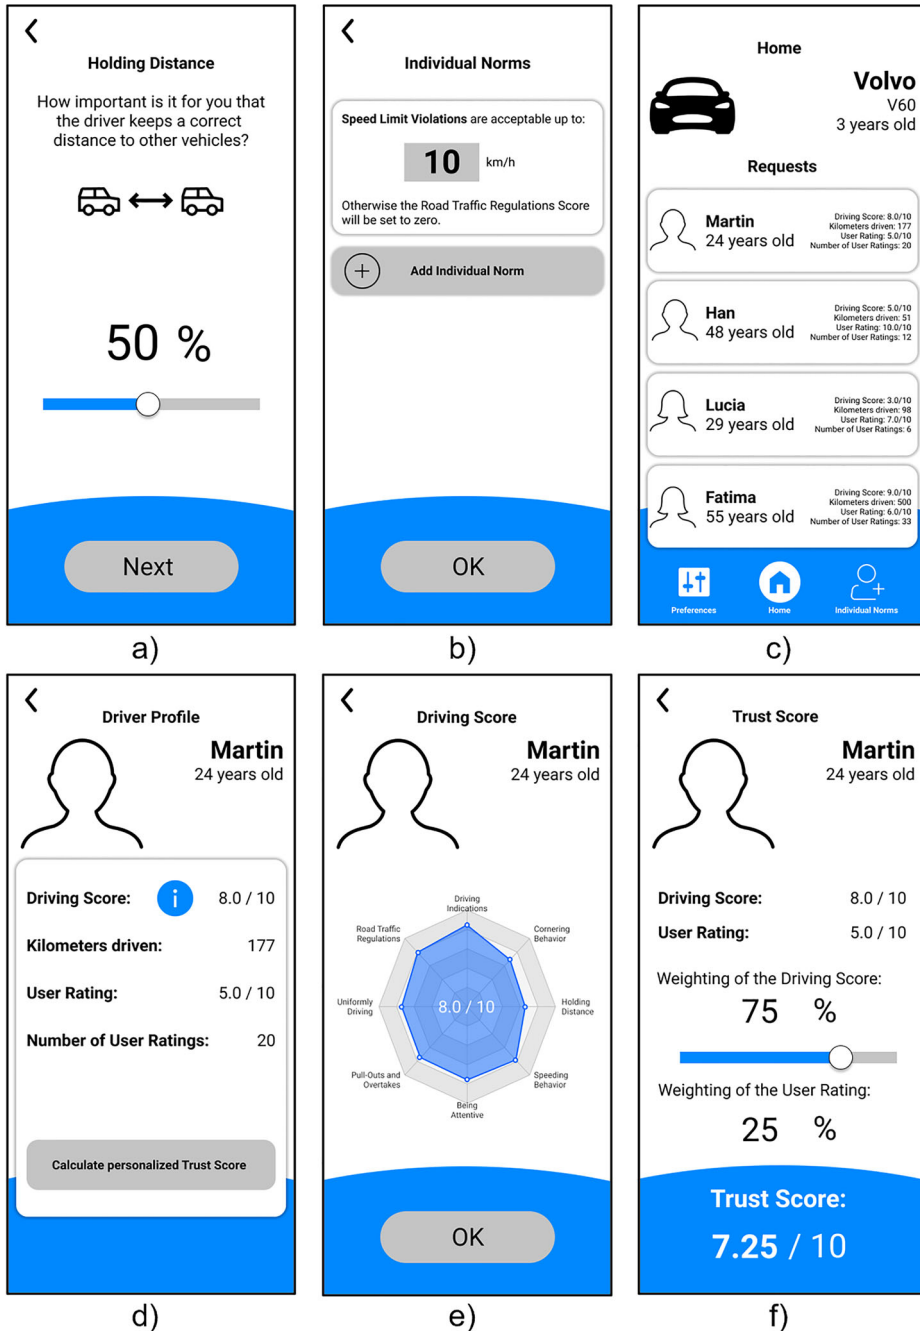 Holding Distance
How important is it for you that
the driver keeps a correct
distance to other vehicles?
50 %
Next
a)
Individual Norms
Speed Limit Violations are acceptable up to:
10 km/h
Otherwise the Road Traffic Regulations Score
will be set to zero.
+ Add Individual Norm
OK
b)
Home
Volvo
V60
3 years old
Requests
Martin
24 years old
Driving Score: 8.0/10
Kilometers driven: 177
User Rating: 5.0/10
Number of User Ratings: 20
Han
48 years old
Driving Score: 5.0/10
Kilometers driven: 51
User Rating: 10.0/10
Number of User Ratings: 12
Lucia
29 years old
Driving Score: 3.0/10
Kilometers driven: 98
User Rating: 7.0/10
Number of User Ratings: 6
Fatima
55 years old
Driving Score: 9.0/10
Kilometers driven: 500
User Rating: 6.0/10
Number of User Ratings: 33
Preferences
Home
Individual Norms
c)
Driver Profile
Martin
24 years old
Driving Score: i 8.0 / 10
Kilometers driven: 177
User Rating: 5.0 / 10
Number of User Ratings: 20
Calculate personalized Trust Score
d)
Driving Score
Martin
24 years old
Driving
Indications
Cornering
Behavior
Holding
Distance
Speeding
Behavior
Being
Attentive
Pull-Outs and
Overtakes
Uniformly
Driving
Road Traffic
Regulations
8.0 / 10
OK
e)
Trust Score
Martin
24 years old
Driving Score: 8.0 / 10
User Rating: 5.0 / 10
Weighting of the Driving Score:
75 %
Weighting of the User Rating:
25 %
Trust Score:
7.25 / 10
f)